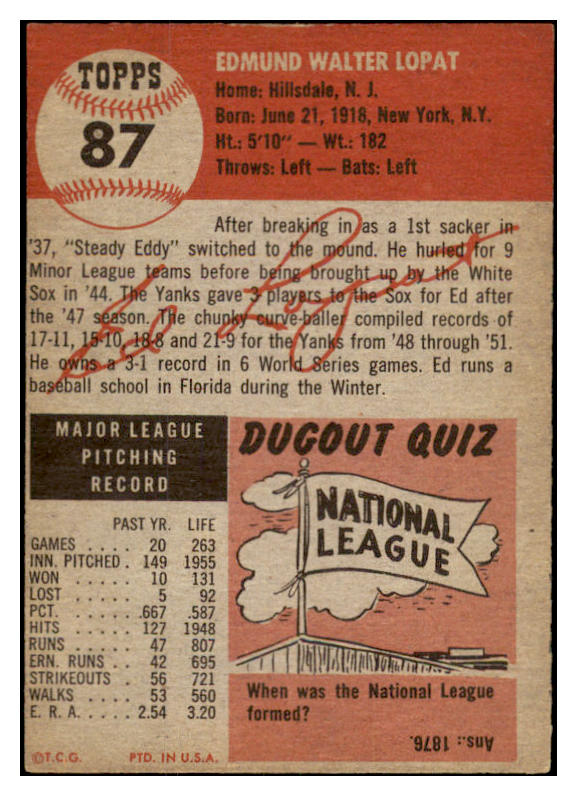 TOPPS
87
EDMUND WALTER LOPAT
Home: Hillsdale, N. J.
Born: June 21, 1918, New York, N.Y.
Ht.: 5'10" — Wt.: 182
Throws: Left — Bats: Left
After breaking in as a 1st sacker in
'37, "Steady Eddy" switched to the mound. He hurled for 9
Minor League teams before being brought up by the White
Sox in '44. The Yanks gave 3 players to the Sox for Ed after
the '47 season. The chunky curve-baller compiled records of
17-11, 15-10, 18-8 and 21-9 for the Yanks from '48 through '51.
He owns a 3-1 record in 6 World Series games. Ed runs a
baseball school in Florida during the Winter.
Ed Lopat
MAJOR LEAGUE
PITCHING
RECORD
PAST YR. LIFE
GAMES .... 20 263
INN. PITCHED . 149 1955
WON ..... 10 131
LOST ..... 5 92
PCT. ..... .667 .587
HITS ..... 127 1948
RUNS .... 47 807
ERN. RUNS .. 42 695
STRIKEOUTS . 56 721
WALKS .... 53 560
E. R. A. .... 2.54 3.20
©T.C.G. PTD. IN U.S.A.
DUGOUT QUIZ
NATIONAL
LEAGUE
When was the National League
formed?
Ans.: 1876.